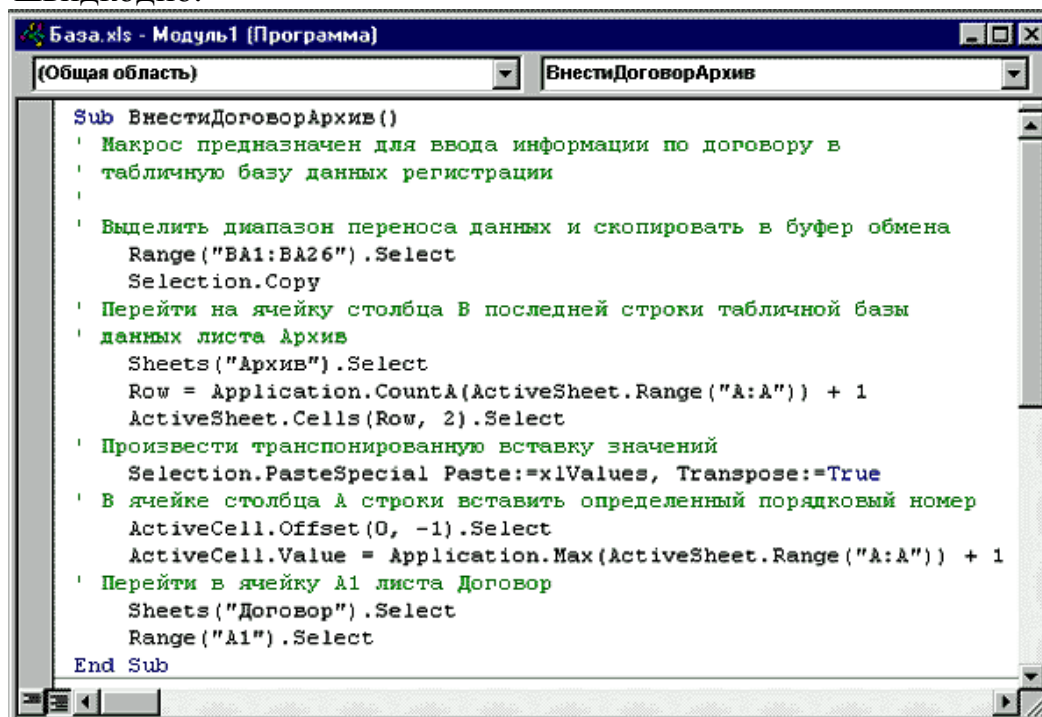 База.xls - Модуль1 (Программа)
(Общая область) ВнестиДоговорАрхив
Sub ВнестиДоговорАрхив()
' Макрос предназначен для ввода информации по договору в
' табличную базу данных регистрации
'
' Выделить диапазон переноса данных и скопировать в буфер обмена
Range("BA1:BA26").Select
Selection.Copy
' Перейти на ячейку столбца В последней строки табличной базы
' данных листа Архив
Sheets("Архив").Select
Row = Application.CountA(ActiveSheet.Range("A:A")) + 1
ActiveSheet.Cells(Row, 2).Select
' Произвести транспонированную вставку значений
Selection.PasteSpecial Paste:=xlValues, Transpose:=True
' В ячейке столбца А строки вставить определенный порядковый номер
ActiveCell.Offset(0, -1).Select
ActiveCell.Value = Application.Max(ActiveSheet.Range("A:A")) + 1
' Перейти в ячейку А1 листа Договор
Sheets("Договор").Select
Range("A1").Select
End Sub